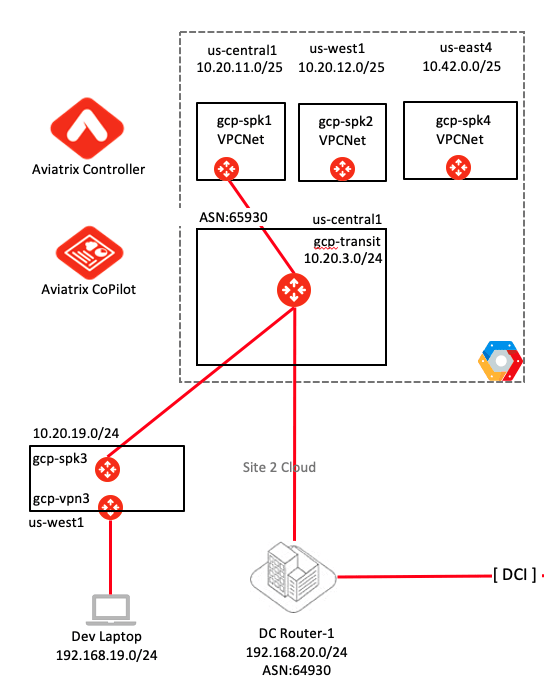 us-central1
10.20.11.0/25
us-west1
10.20.12.0/25
us-east4
10.42.0.0/25
gcp-spk1
VPCNet
gcp-spk2
VPCNet
gcp-spk4
VPCNet
Aviatrix Controller
ASN:65930
us-central1
gcp-transit
10.20.3.0/24
Aviatrix CoPilot
10.20.19.0/24
gcp-spk3
gcp-vpn3
us-west1
Site 2 Cloud
[ DCI ]
Dev Laptop
192.168.19.0/24
DC Router-1
192.168.20.0/24
ASN:64930